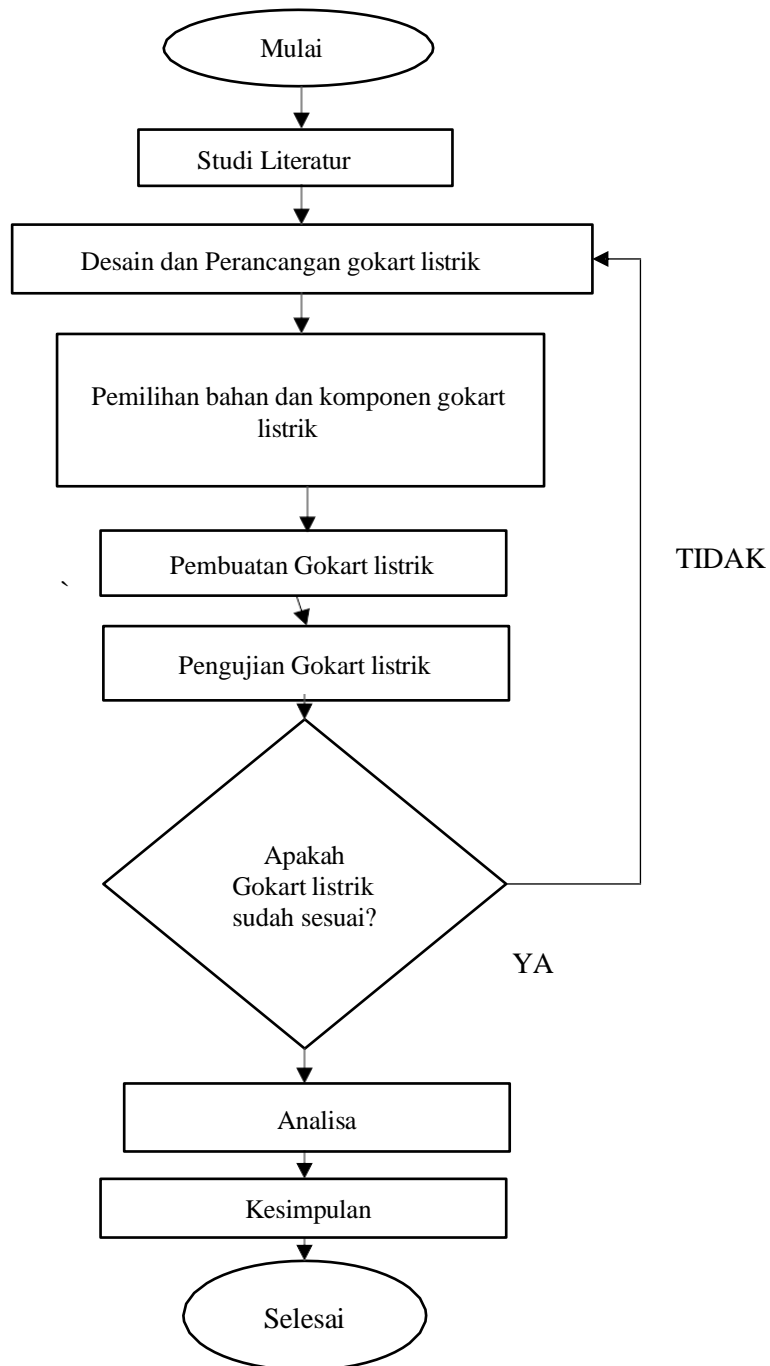 Mulai
Studi Literatur
Desain dan Perancangan gokart listrik
Pemilihan bahan dan komponen gokart
listrik
Pembuatan Gokart listrik
`
TIDAK
Pengujian Gokart listrik
Apakah
Gokart listrik
sudah sesuai?
YA
Analisa
Kesimpulan
Selesai